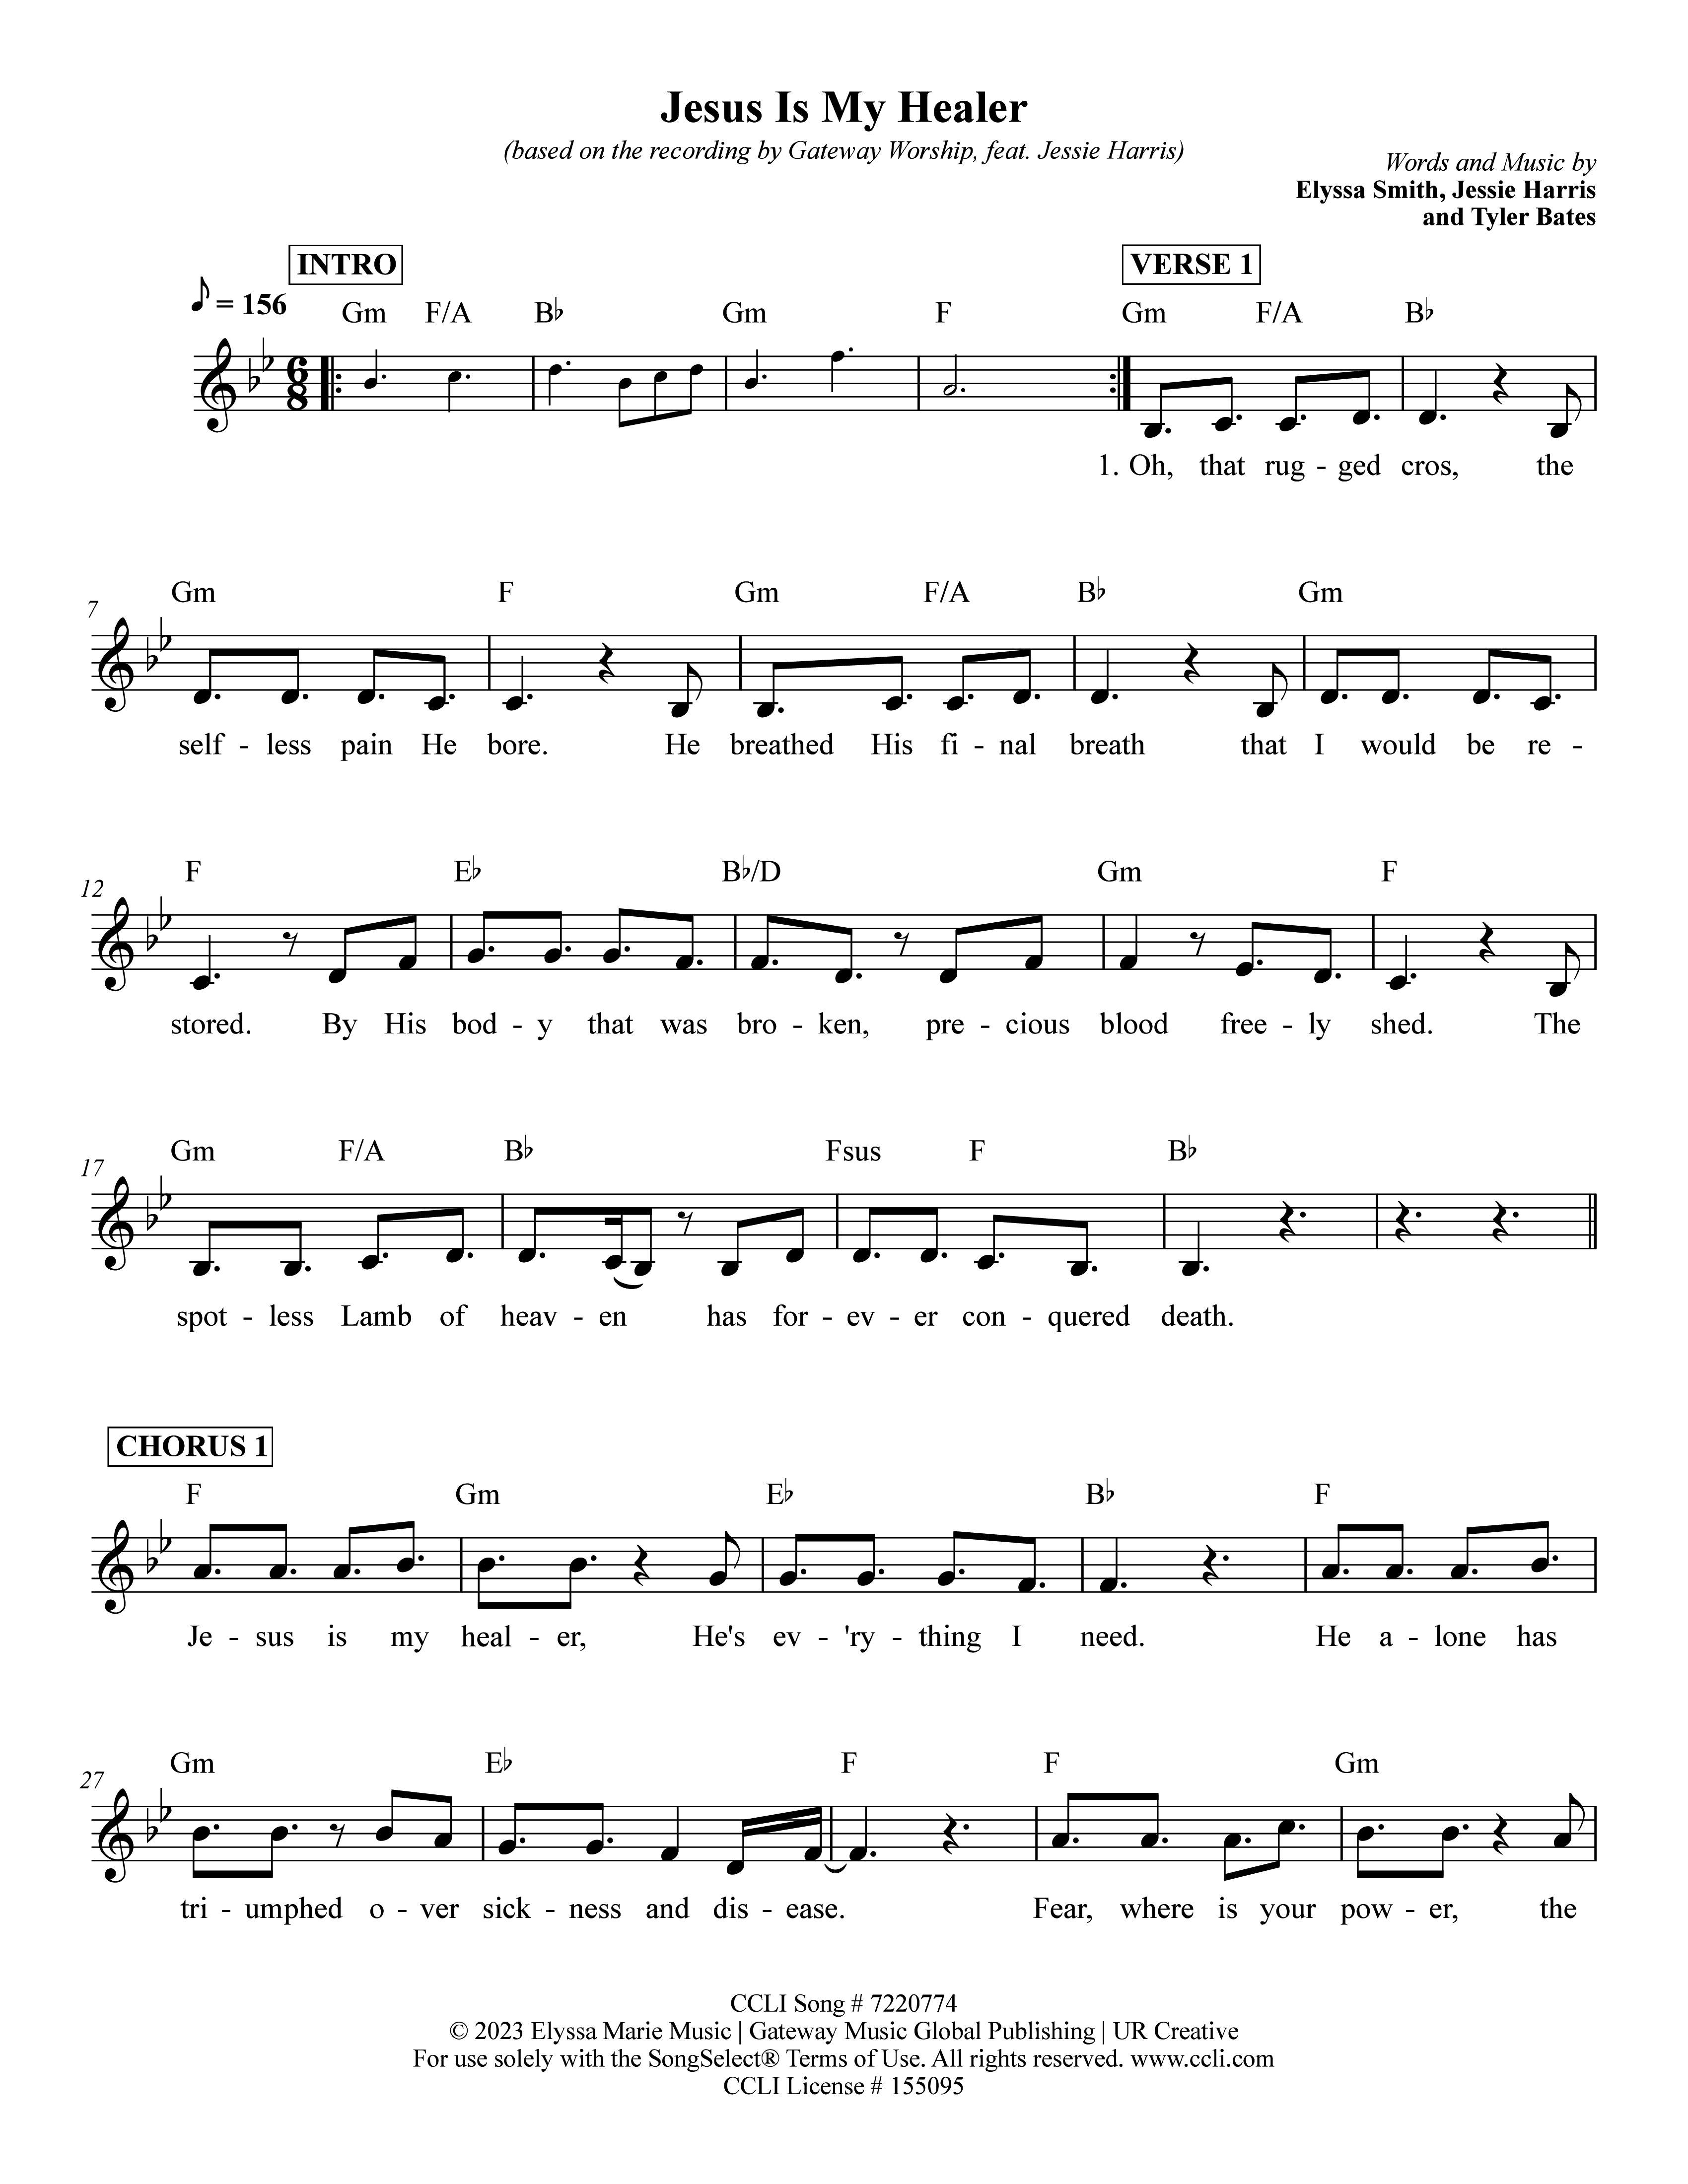 Jesus Is My Healer
(based on the recording by Gateway Worship, feat. Jessie Harris)
Words and Music by
Elyssa Smith, Jessie Harris
and Tyler Bates
INTRO
VERSE 1
♪ = 156
Gm F/A B♭ Gm F Gm F/A B♭
6
8
1. Oh, that rug - ged cros, the
Gm F Gm F/A B♭ Gm
7
self - less pain He bore. He breathed His fi - nal breath that I would be re -
F E♭ B♭/D Gm F
12
stored. By His bod - y that was bro - ken, pre - cious blood free - ly shed. The
Gm F/A B♭ Fsus F B♭
17
spot - less Lamb of heav - en has for - ev - er con - quered death.
CHORUS 1
F Gm E♭ B♭ F
Je - sus is my heal - er, He's ev - 'ry - thing I need. He a - lone has
Gm E♭ F F Gm
27
tri - umphed o - ver sick - ness and dis - ease. Fear, where is your pow - er, the
CCLI Song # 7220774
© 2023 Elyssa Marie Music | Gateway Music Global Publishing | UR Creative
For use solely with the SongSelect® Terms of Use. All rights reserved. www.ccli.com
CCLI License # 155095